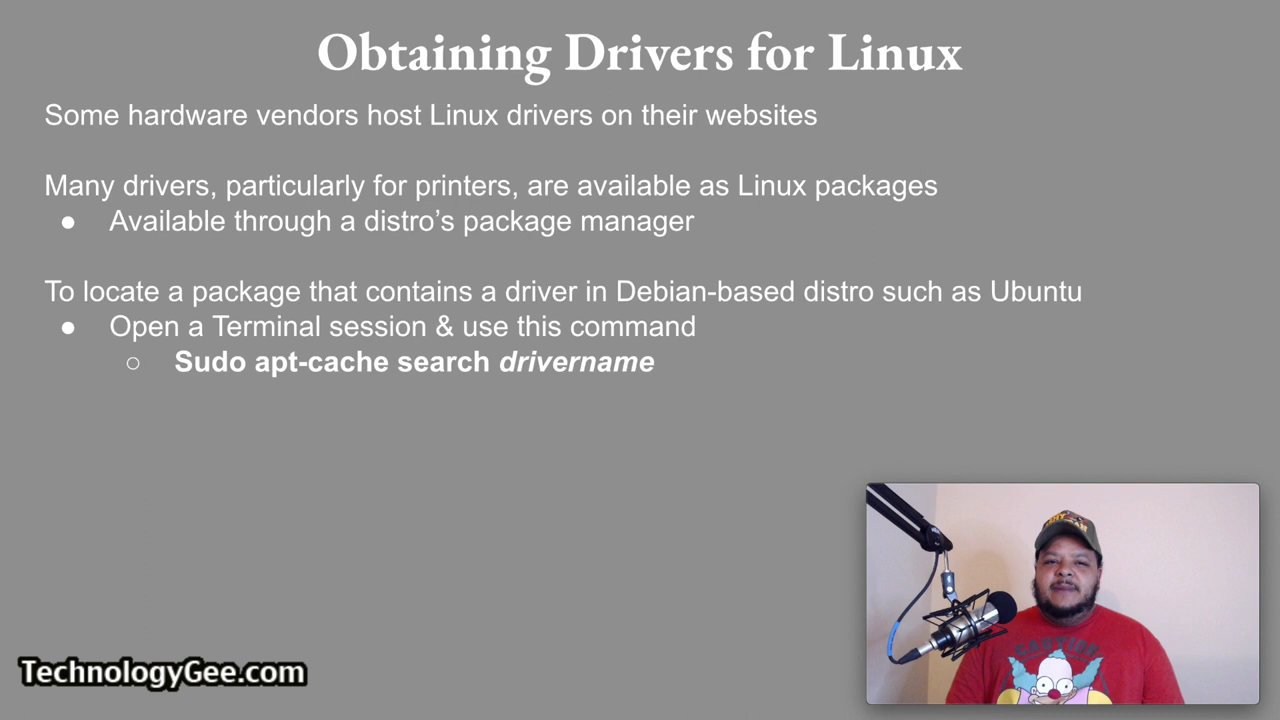 Obtaining Drivers for Linux
Some hardware vendors host Linux drivers on their websites
Many drivers, particularly for printers, are available as Linux packages
● Available through a distro’s package manager
To locate a package that contains a driver in Debian-based distro such as Ubuntu
● Open a Terminal session & use this command
○ Sudo apt-cache search drivername
CAUTION
TechnologyGee.com